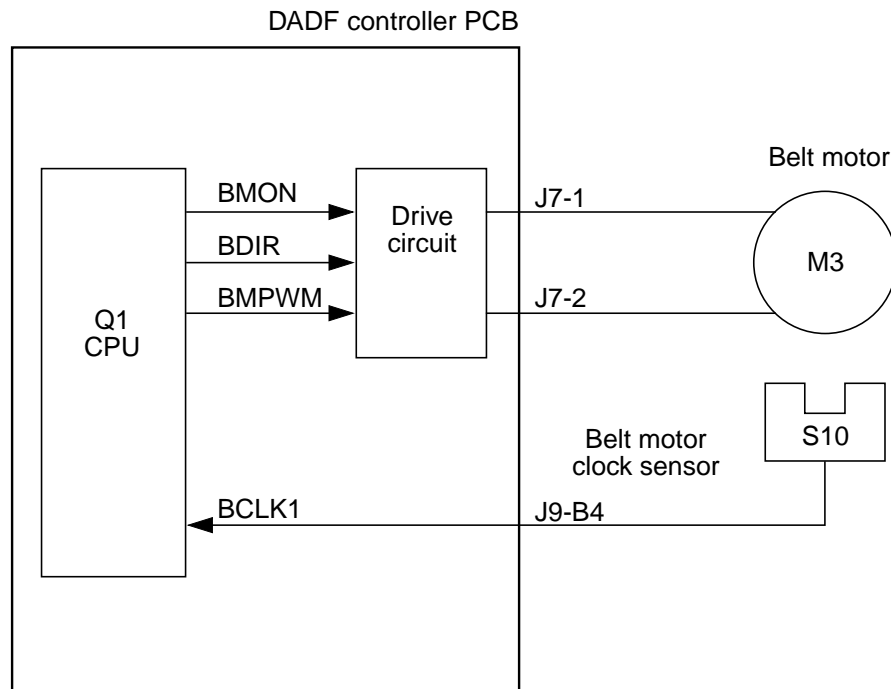 DADF controller PCB
Belt motor
BMON
Drive
circuit
J7-1
BDIR
M3
BMPWM
J7-2
Q1
CPU
Belt motor
clock sensor
S10
BCLK1
J9-B4